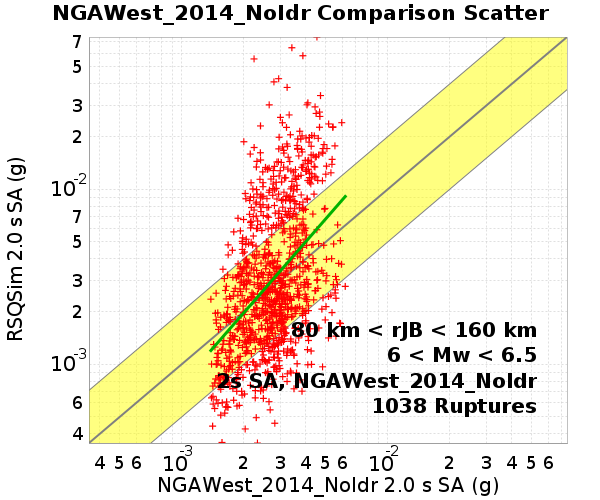 NGAWest_2014_NoIdr Comparison Scatter
RSQSim 2.0 s SA (g)
7
5
3
2
10-2
7
5
3
2
10-3
6
4
80 km < rJB < 160 km
6 < Mw < 6.5
2s SA, NGAWest_2014_NoIdr
1038 Ruptures
4 5 6 10-3 2 3 4 5 6 10-2 2 3 4 5 6
NGAWest_2014_NoIdr 2.0 s SA (g)